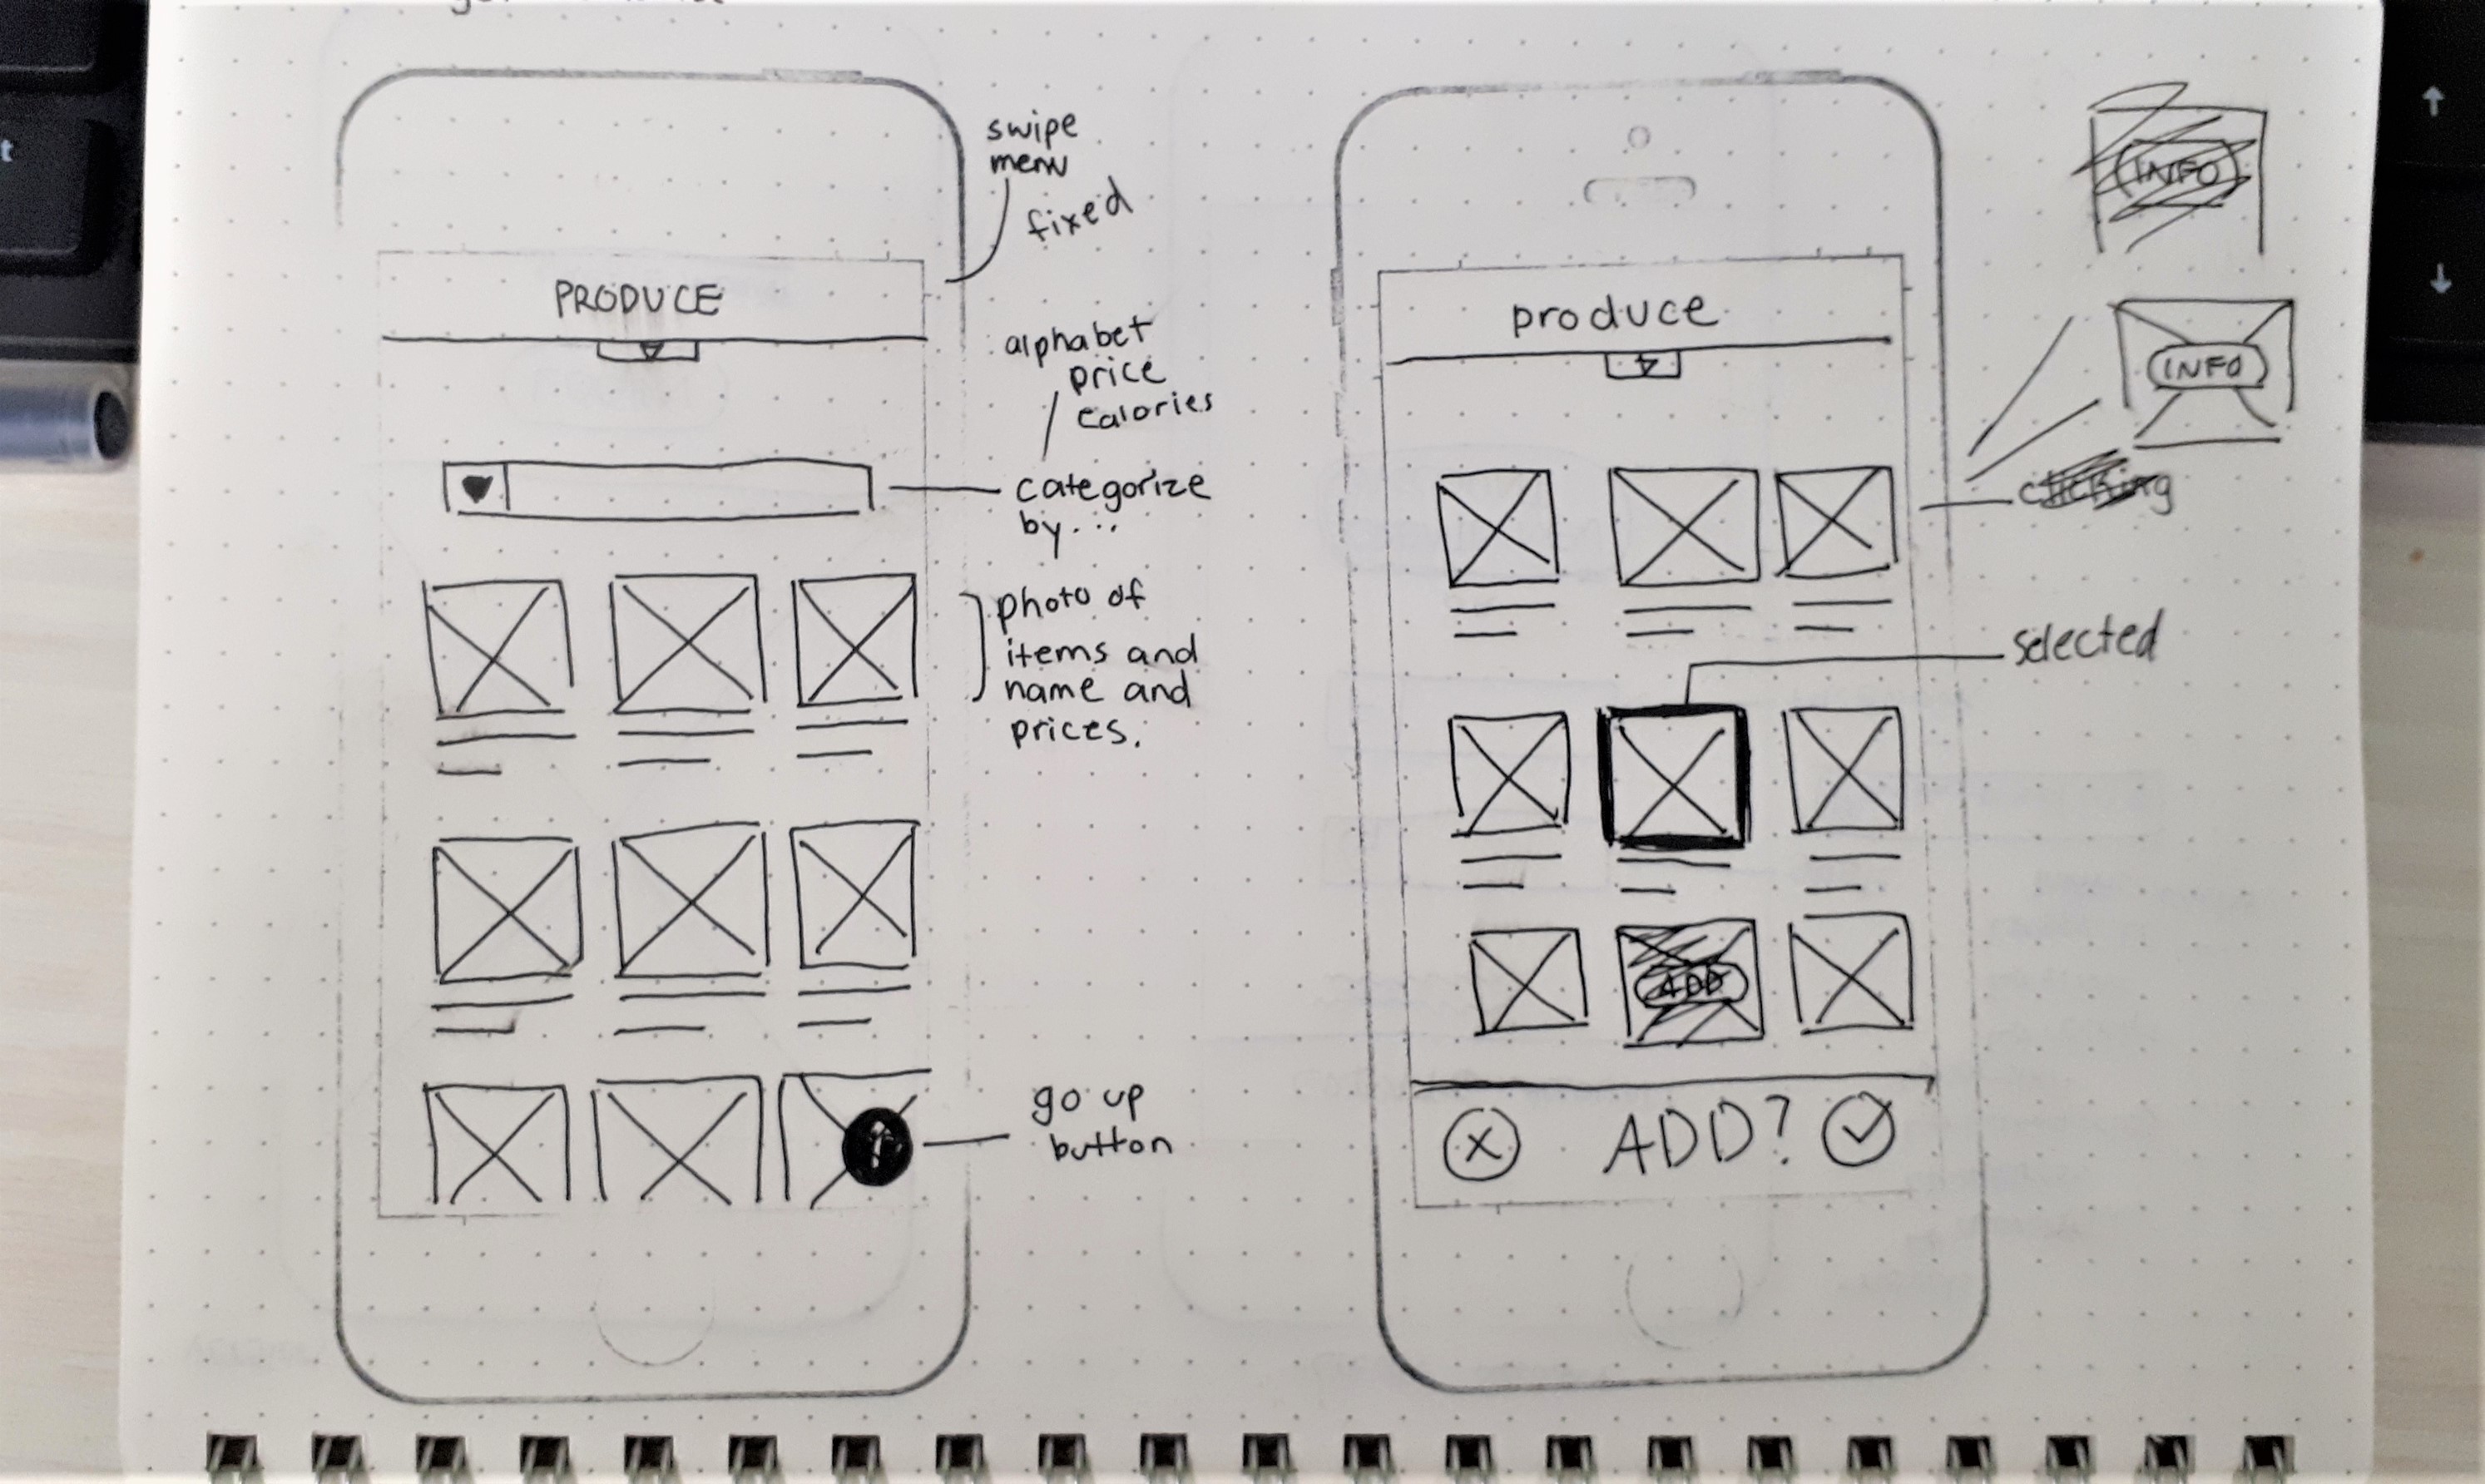 PRODUCE
swipe
menu
fixed
alphabet
price
calories
categorize
by...
photo of
items and
name and
prices.
go up
button
produce
INFO
INFO
clicking
selected
ADD
ADD?